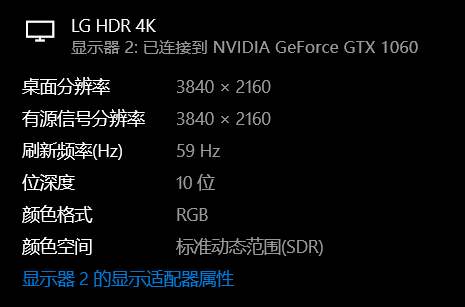 LG HDR 4K
显示器 2: 已连接到 NVIDIA GeForce GTX 1060
桌面分辨率 3840 × 2160
有源信号分辨率 3840 × 2160
刷新频率(Hz) 59 Hz
位深度 10 位
颜色格式 RGB
颜色空间 标准动态范围(SDR)
显示器 2 的显示适配器属性